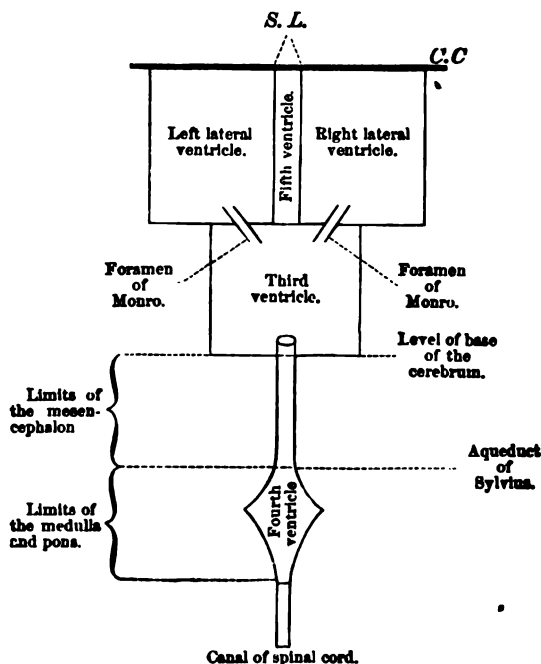 S. L.
C.C
Left lateral
ventricle.
Fifth ventricle.
Right lateral
ventricle.
Foramen
of
Monro.
Third
ventricle.
Foramen
of
Monro.
Level of base
of the
cerebrum.
Limits of
the mesen-
cephalon
Aqueduct
of
Sylvius.
Limits of
the medulla
and pons.
Fourth
ventricle
Canal of spinal cord.